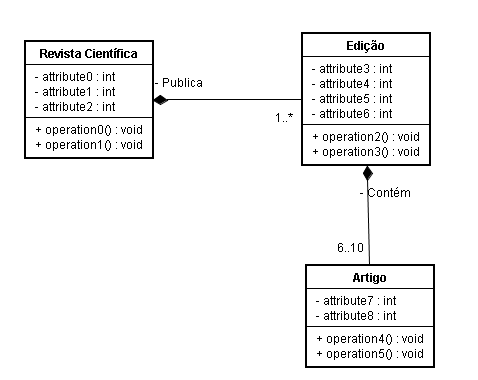 Revista Científica
- attribute0 : int
- attribute1 : int
- attribute2 : int
+ operation0() : void
+ operation1() : void
- Publica
1..*
Edição
- attribute3 : int
- attribute4 : int
- attribute5 : int
- attribute6 : int
+ operation2() : void
+ operation3() : void
- Contém
6..10
Artigo
- attribute7 : int
- attribute8 : int
+ operation4() : void
+ operation5() : void